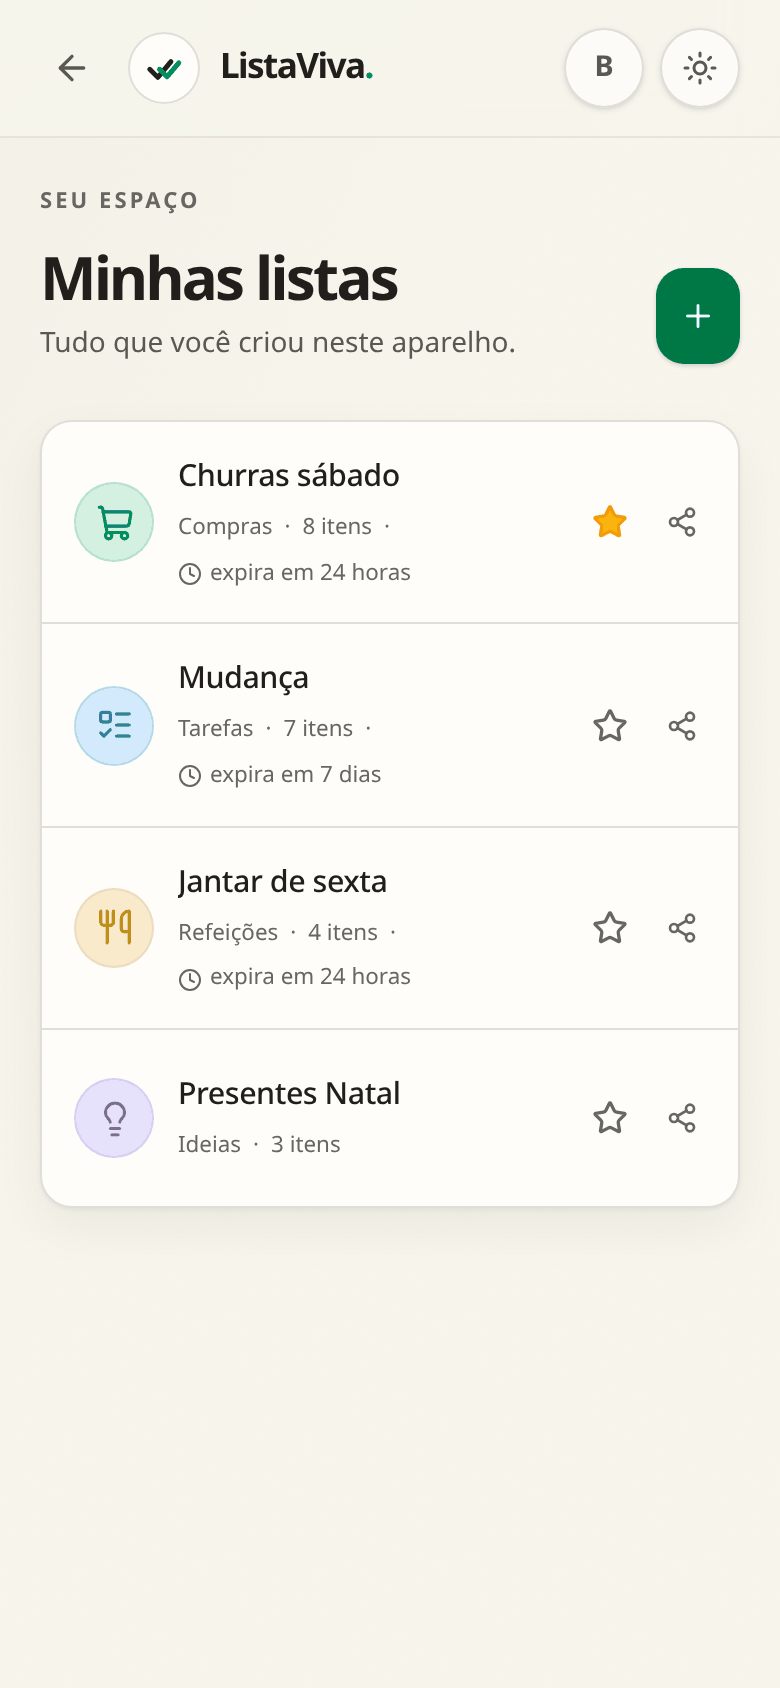 ListaViva.
B
SEU ESPAÇO
Minhas listas
Tudo que você criou neste aparelho.
Churras sábado
Compras · 8 itens ·
expira em 24 horas
Mudança
Tarefas · 7 itens ·
expira em 7 dias
Jantar de sexta
Refeições · 4 itens ·
expira em 24 horas
Presentes Natal
Ideias · 3 itens